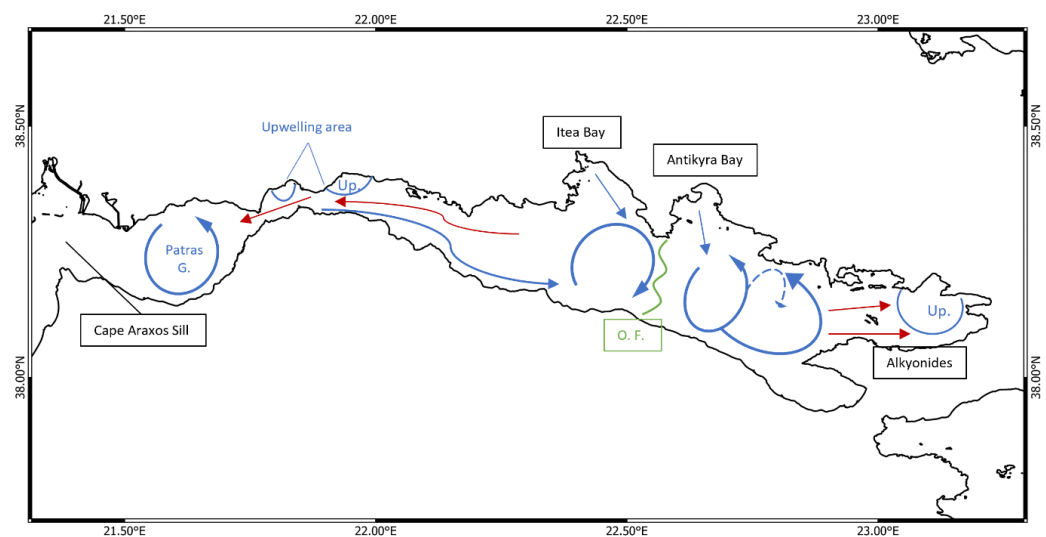 21.50°E 22.00°E 22.50°E 23.00°E
38.50°N
38.50°N
Upwelling area
Itea Bay
Antikyra Bay
Up.
Patras
G.
Up.
Cape Araxos Sill
O. F.
Alkyonides
38.00°N
38.00°N
21.50°E 22.00°E 22.50°E 23.00°E